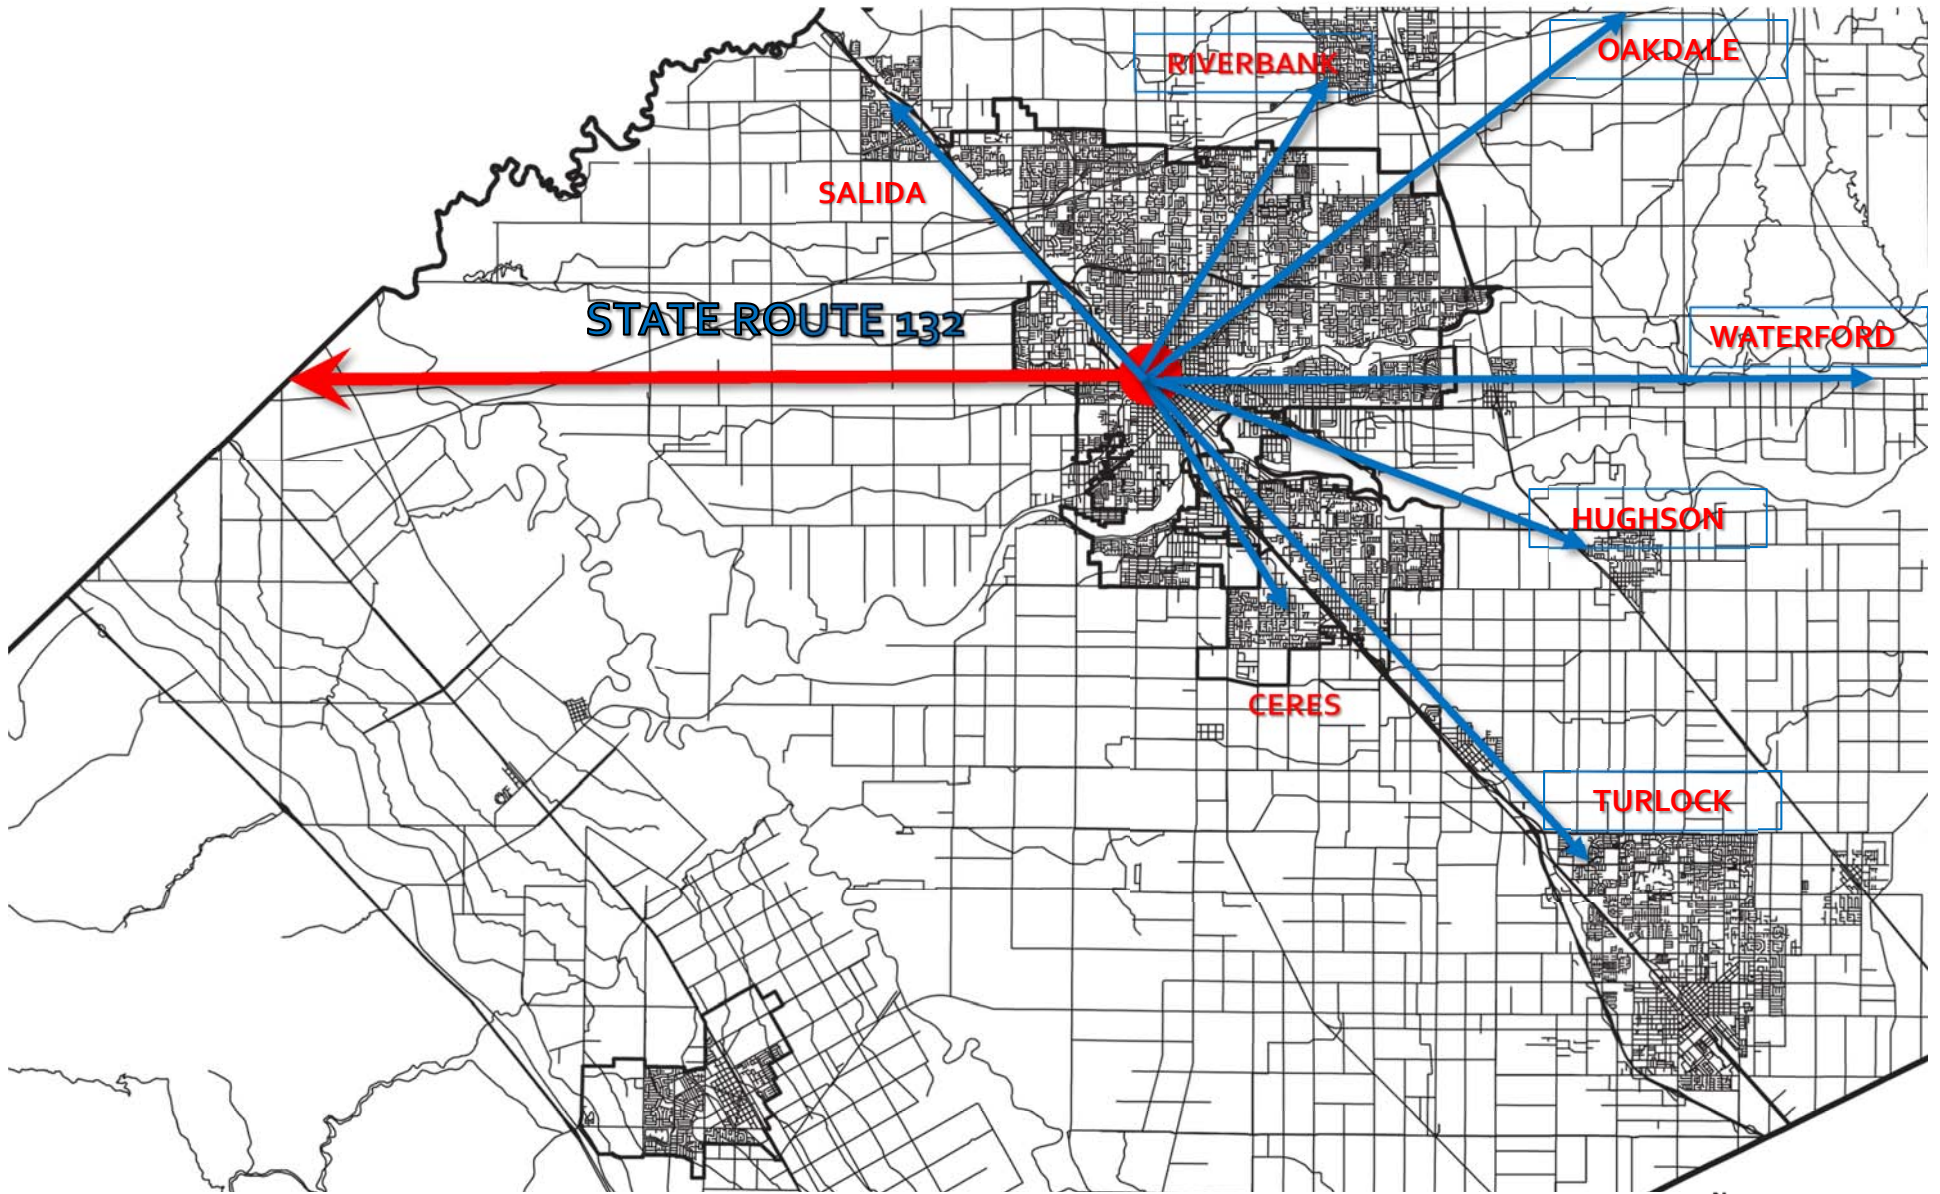 RIVERBANK
OAKDALE
SALIDA
STATE ROUTE 132
WATERFORD
HUGHSON
CERES
TURLOCK